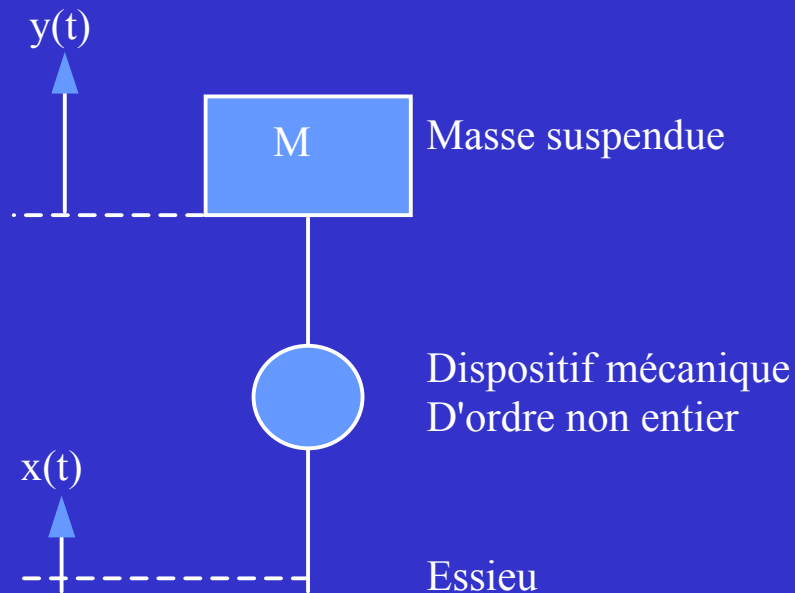 y(t)
M
Masse suspendue
Dispositif mécanique
D'ordre non entier
x(t)
Essieu